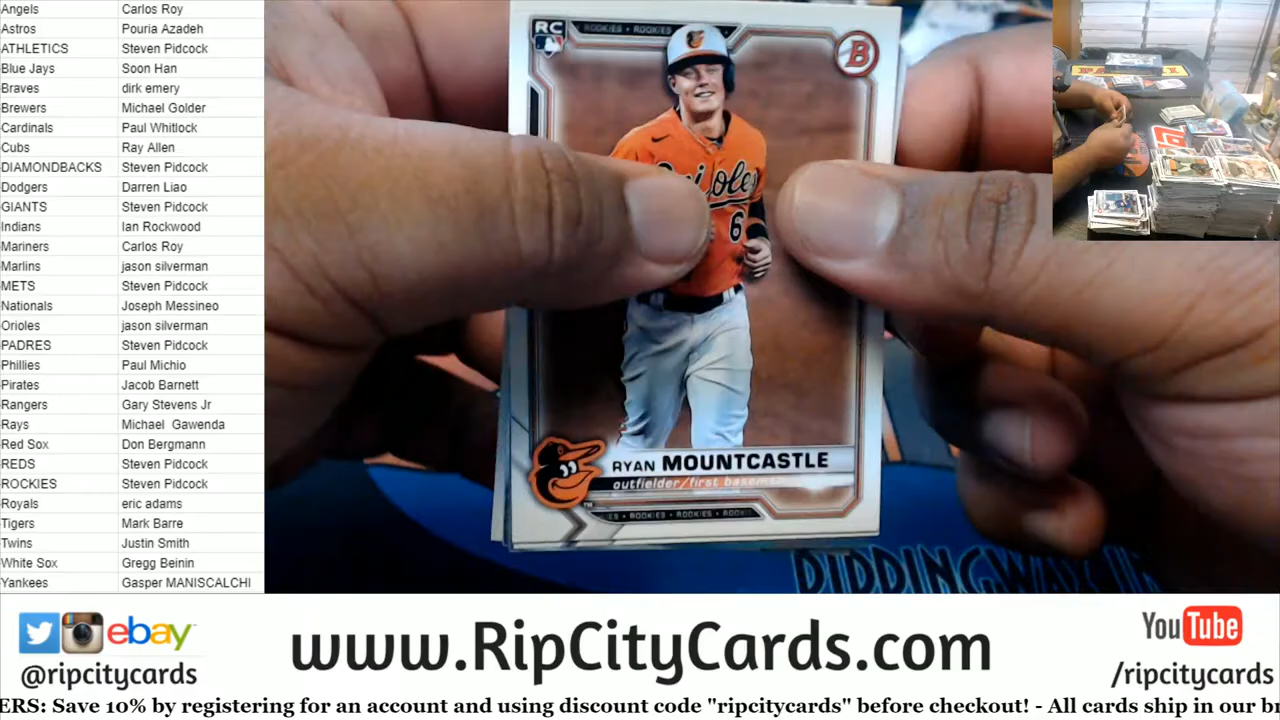 Angels Carlos Roy
Astros Pouria Azadeh
ATHLETICS Steven Pidcock
Blue Jays Soon Han
Braves dirk emery
Brewers Michael Golder
Cardinals Paul Whitlock
Cubs Ray Allen
DIAMONDBACKS Steven Pidcock
Dodgers Darren Liao
GIANTS Steven Pidcock
Indians Ian Rockwood
Mariners Carlos Roy
Marlins jason silverman
METS Steven Pidcock
Nationals Joseph Messineo
Orioles jason silverman
PADRES Steven Pidcock
Phillies Paul Michio
Pirates Jacob Barnett
Rangers Gary Stevens Jr
Rays Michael Gawenda
Red Sox Don Bergmann
REDS Steven Pidcock
ROCKIES Steven Pidcock
Royals eric adams
Tigers Mark Barre
Twins Justin Smith
White Sox Gregg Beinin
Yankees Gasper MANISCALCHI
RC
ROOKIES • ROOKIES
B
6
RYAN MOUNTCASTLE
outfielder/first
ROOKIES • ROOKIES
ebay
@ripcitycards
www.RipCityCards.com
YouTube
/ripcitycards
ERS: Save 10% by registering for an account and using discount code "ripcitycards" before checkout! - All cards ship in our b